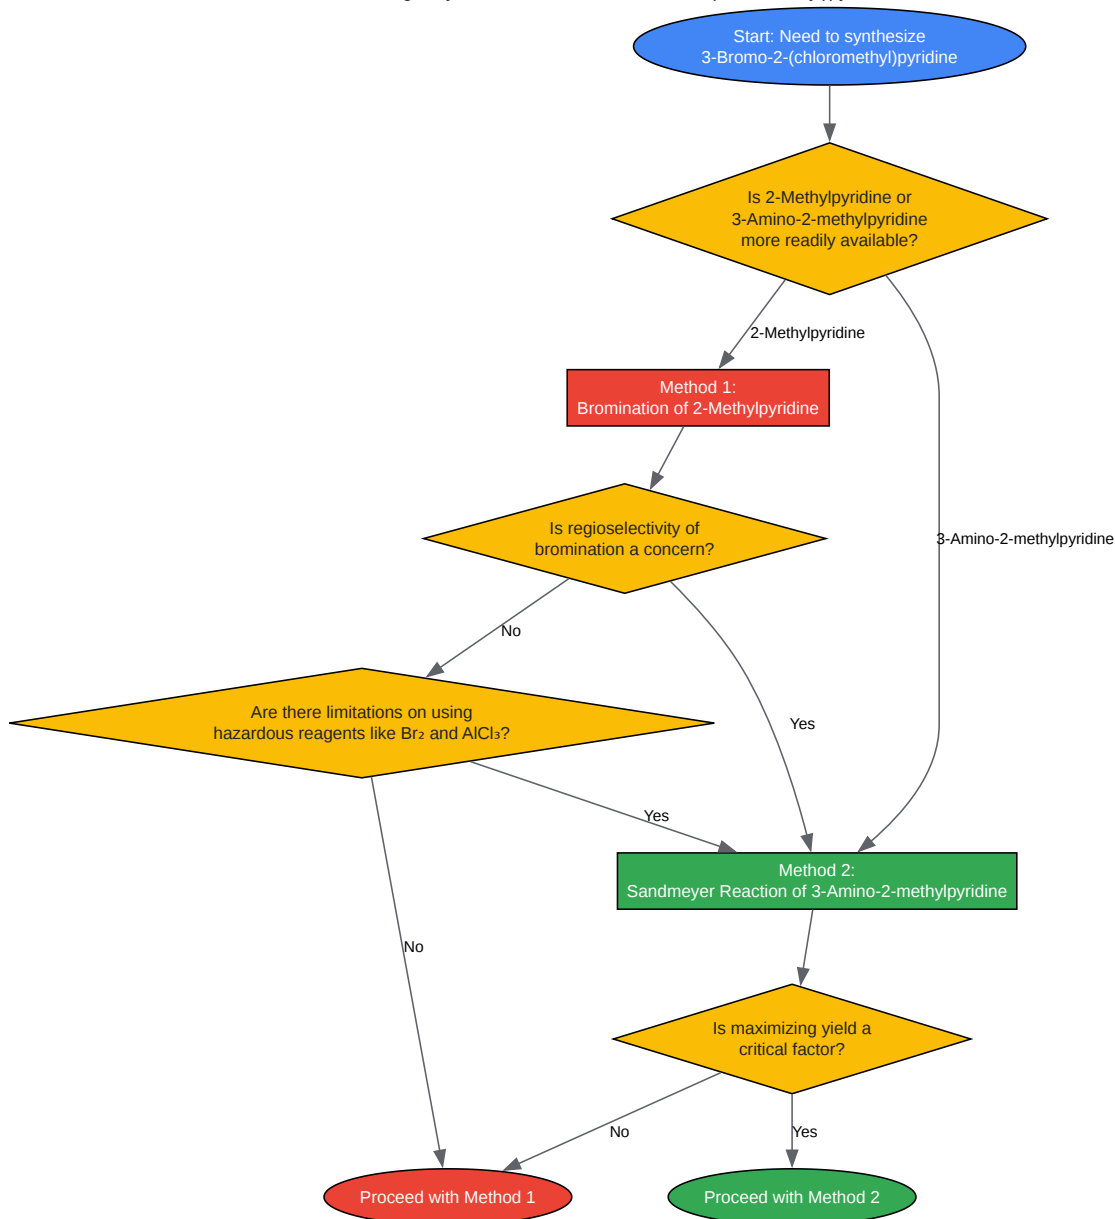 Start: Need to synthesize
3-Bromo-2-(chloromethyl)pyridine
Is 2-Methylpyridine or
3-Amino-2-methylpyridine
more readily available?
2-Methylpyridine
Method 1:
Bromination of 2-Methylpyridine
Is regioselectivity of
bromination a concern?
3-Amino-2-methylpyridine
No
Are there limitations on using
hazardous reagents like Br₂ and AlCl₃?
Yes
Yes
Method 2:
Sandmeyer Reaction of 3-Amino-2-methylpyridine
No
Is maximizing yield a
critical factor?
No
Yes
Proceed with Method 1
Proceed with Method 2